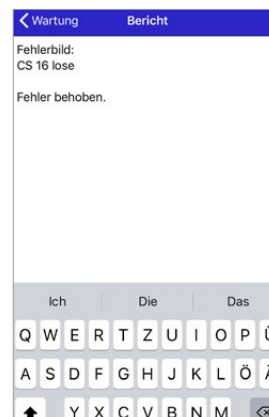 Wartung Bericht
Fehlerbild:
CS 16 lose
Fehler behoben.
Ich Die Das
Q W E R T Z U I O P Ü
A S D F G H J K L Ö Ä
Y X C V B N M